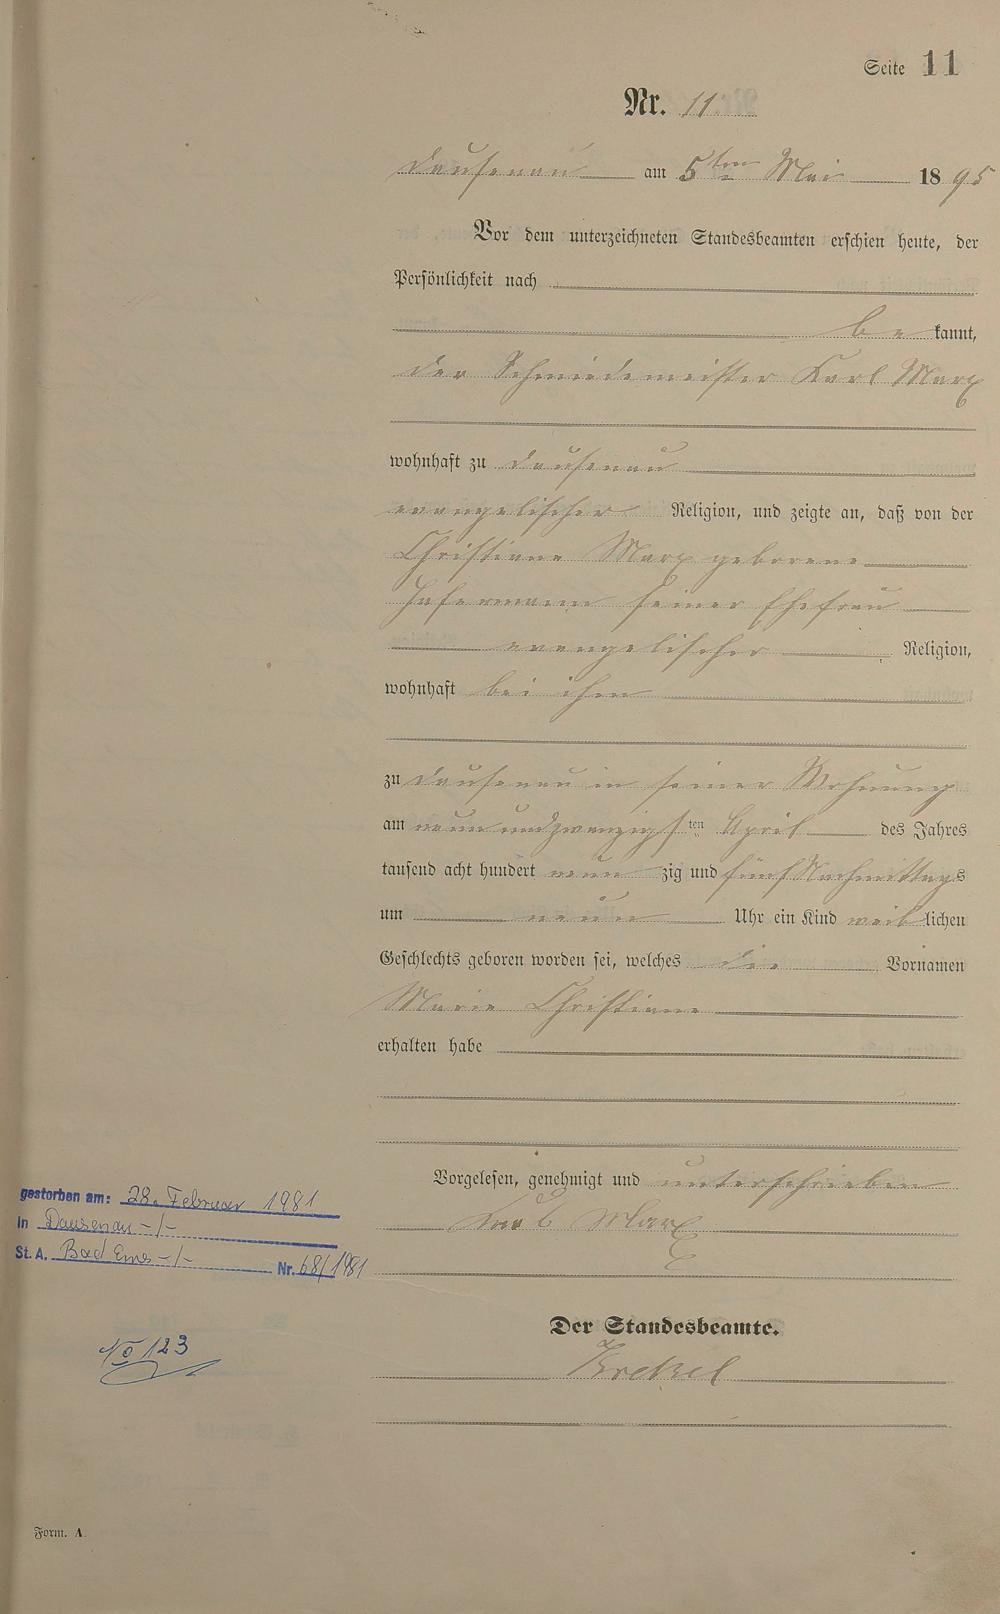 Seite 11
Nr. 11.
Dausenau am 5ten Mai 1895
Vor dem unterzeichneten Standesbeamten erschien heute, der
Persönlichkeit nach
bekannt,
der Schmiedemeister Karl Marx
wohnhaft zu Dausenau
evangelischer Religion, und zeigte an, daß von der
Christiane Marx geborene
Hafermann seiner Ehefrau
evangelischer Religion,
wohnhaft bei ihm
zu Dausenau in seiner Wohnung
am neunundzwanzigsten April des Jahres
tausend acht hundert neunzig und fünf Nachmittags
um neun Uhr ein Kind weiblichen
Geschlechts geboren worden sei, welches die Vornamen
Marie Christiane
erhalten habe
Vorgelesen, genehmigt und unterschrieben
Karl Marx
gestorben am: 28. Februar 1981
in Dausenau -/-
St. A. Bad Ems -/- Nr. 68/1981
Der Standesbeamte.
Krekel
No 123
Form. A.